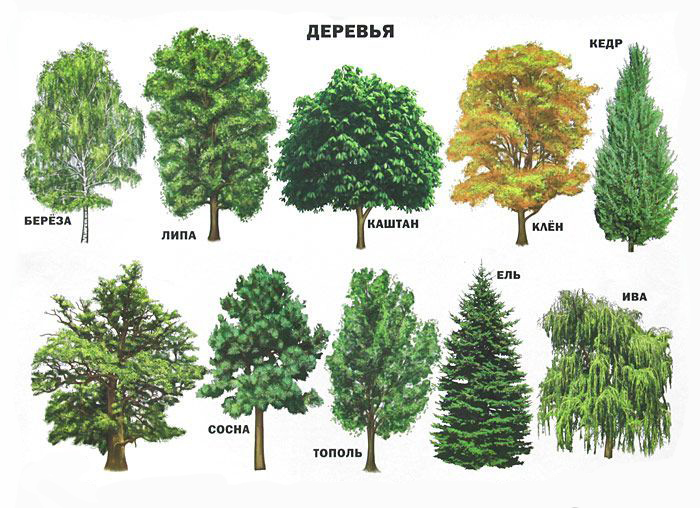 ДЕРЕВЬЯ
КЕДР
БЕРЁЗА
ЛИПА
КАШТАН
КЛЁН
ЕЛЬ
ИВА
СОСНА
ТОПОЛЬ